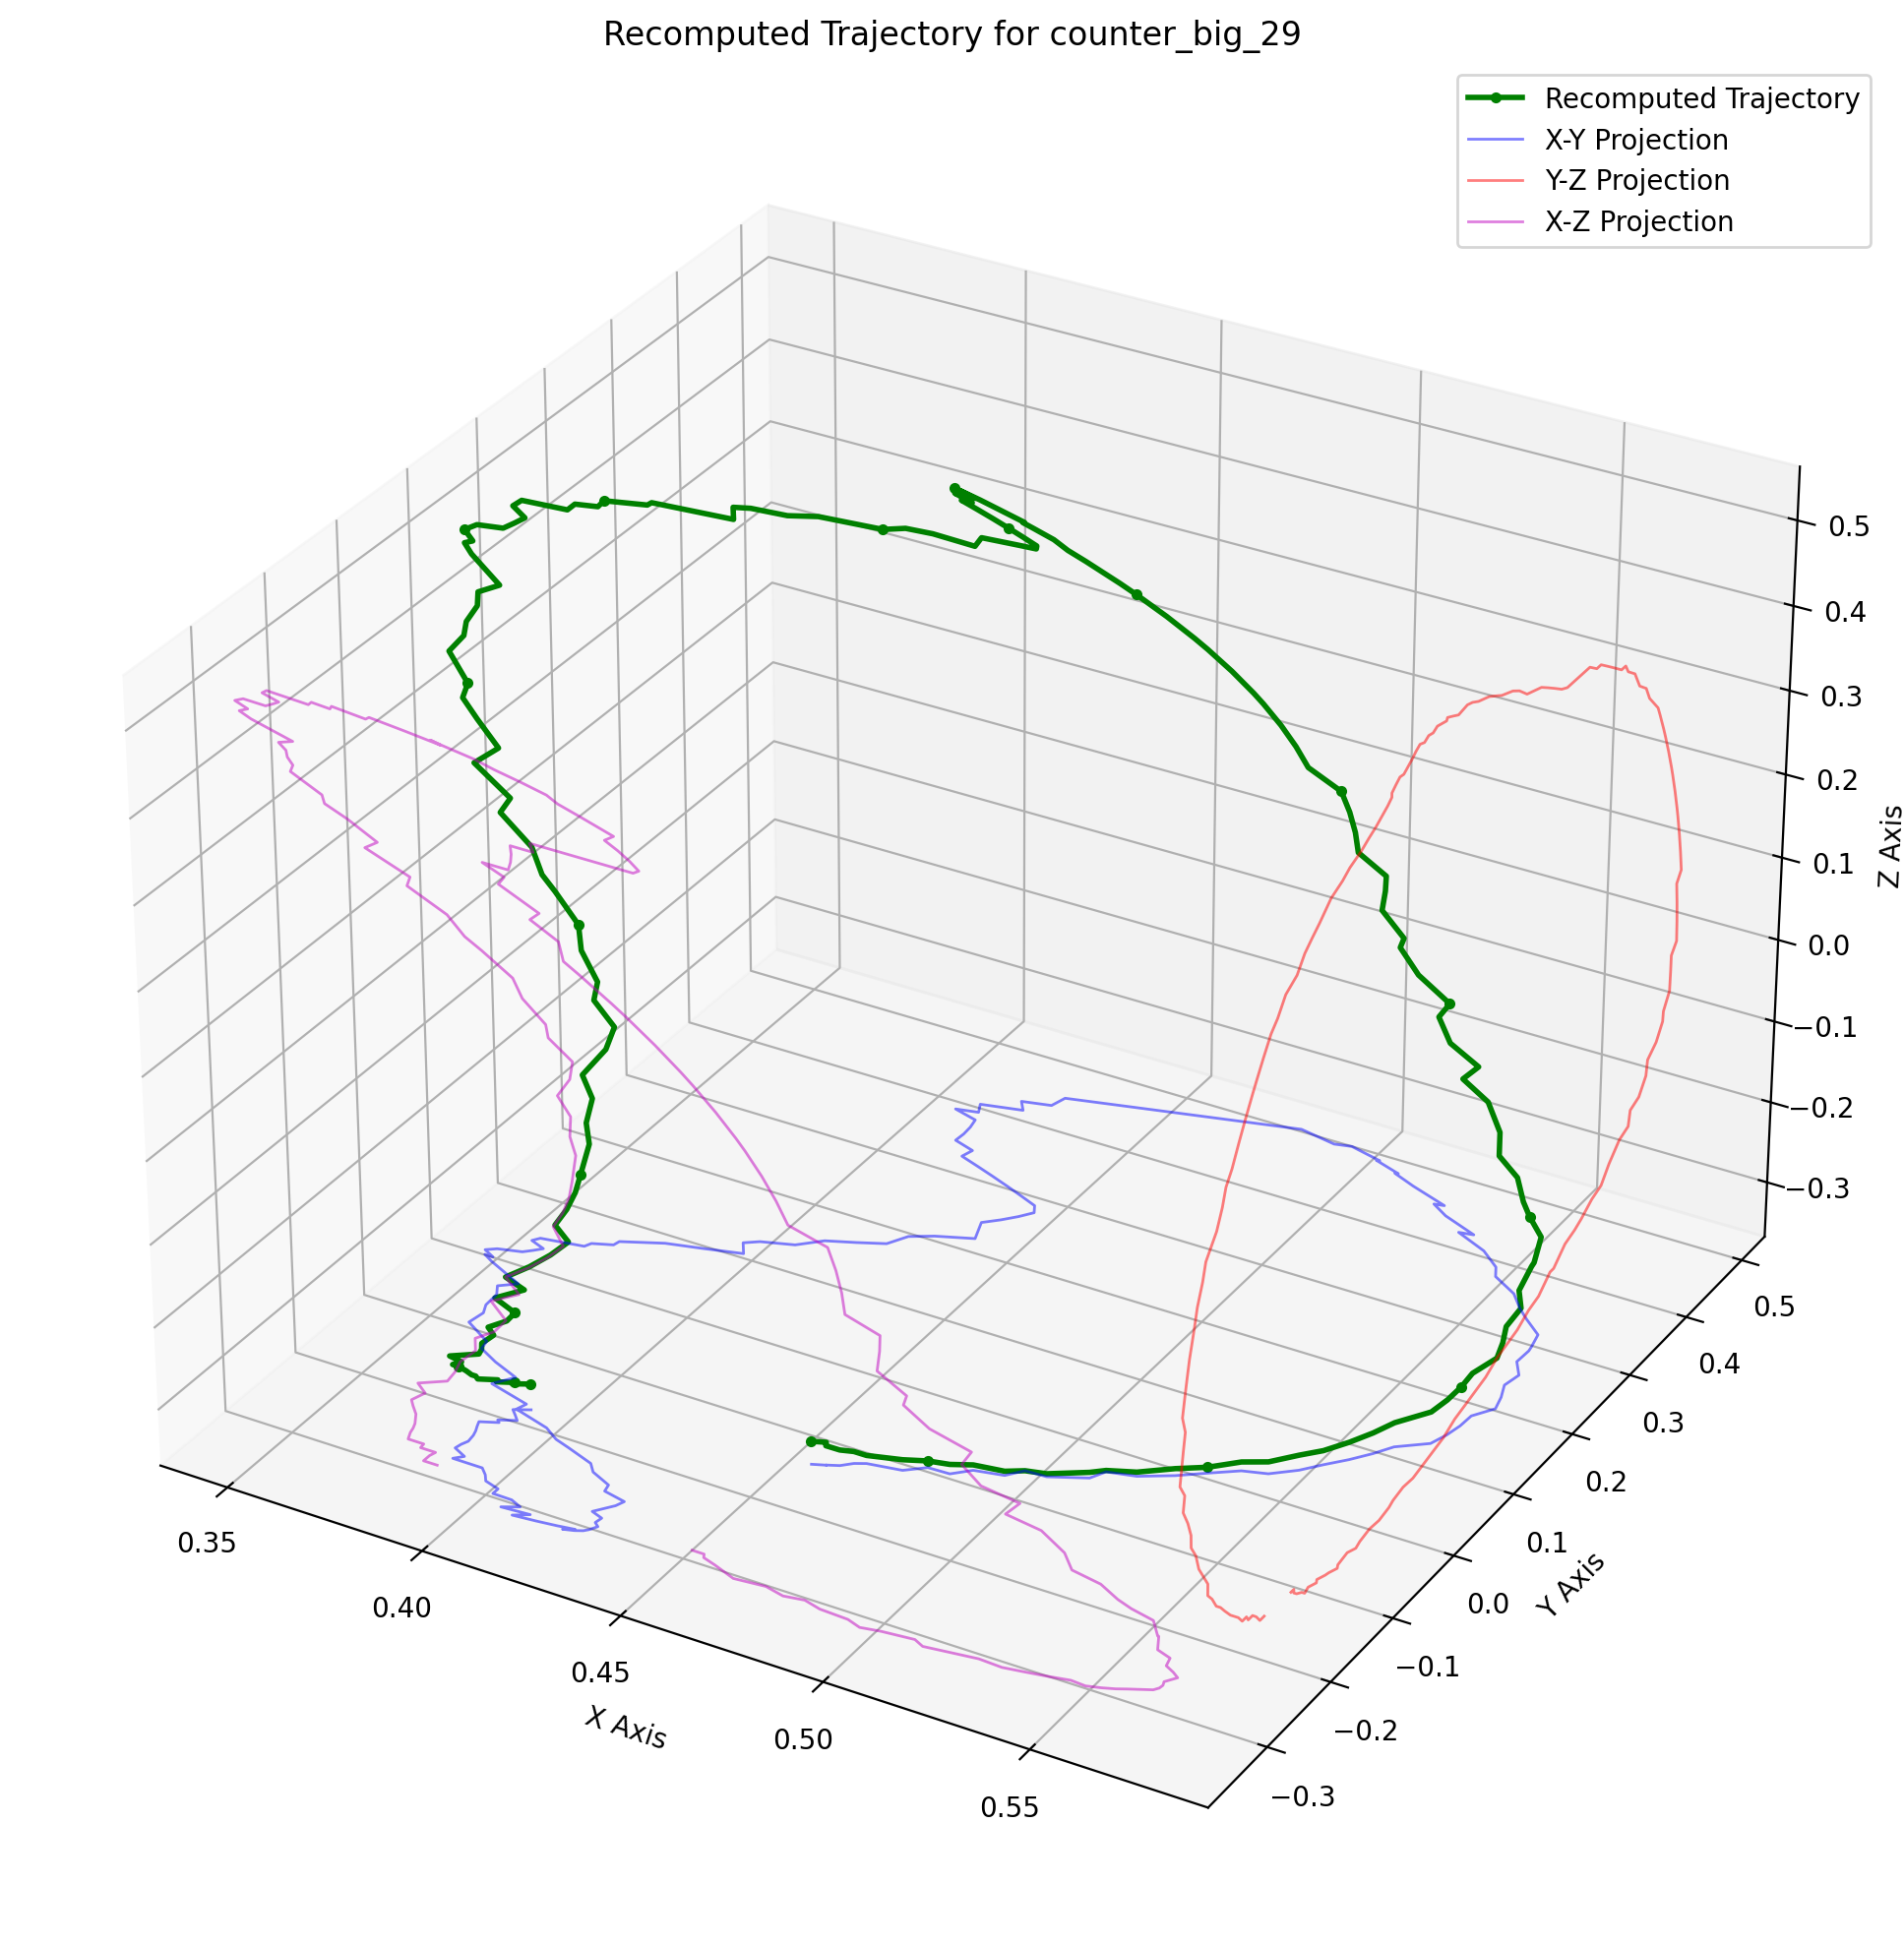 Recomputed Trajectory for counter_big_29
Recomputed Trajectory
X-Y Projection
Y-Z Projection
X-Z Projection
0.5
0.4
0.3
0.2
0.1
0.0
−0.1
−0.2
−0.3
Z Axis
0.5
0.4
0.3
0.2
0.1
0.0
−0.1
−0.2
−0.3
Y Axis
0.35
0.40
0.45
0.50
0.55
X Axis